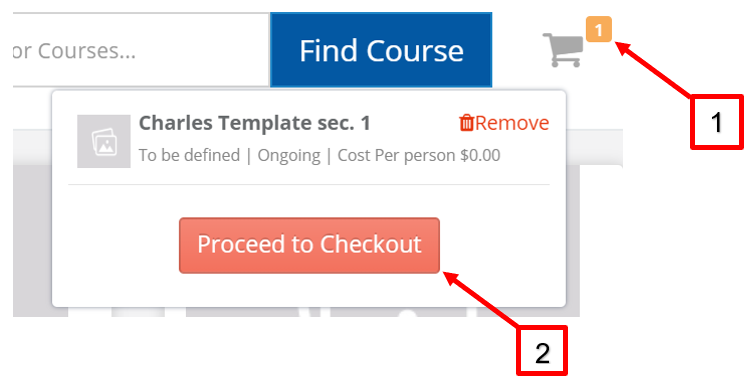 or Courses...
Find Course
1
1
Charles Template sec. 1
Remove
To be defined | Ongoing | Cost Per person $0.00
Proceed to Checkout
2